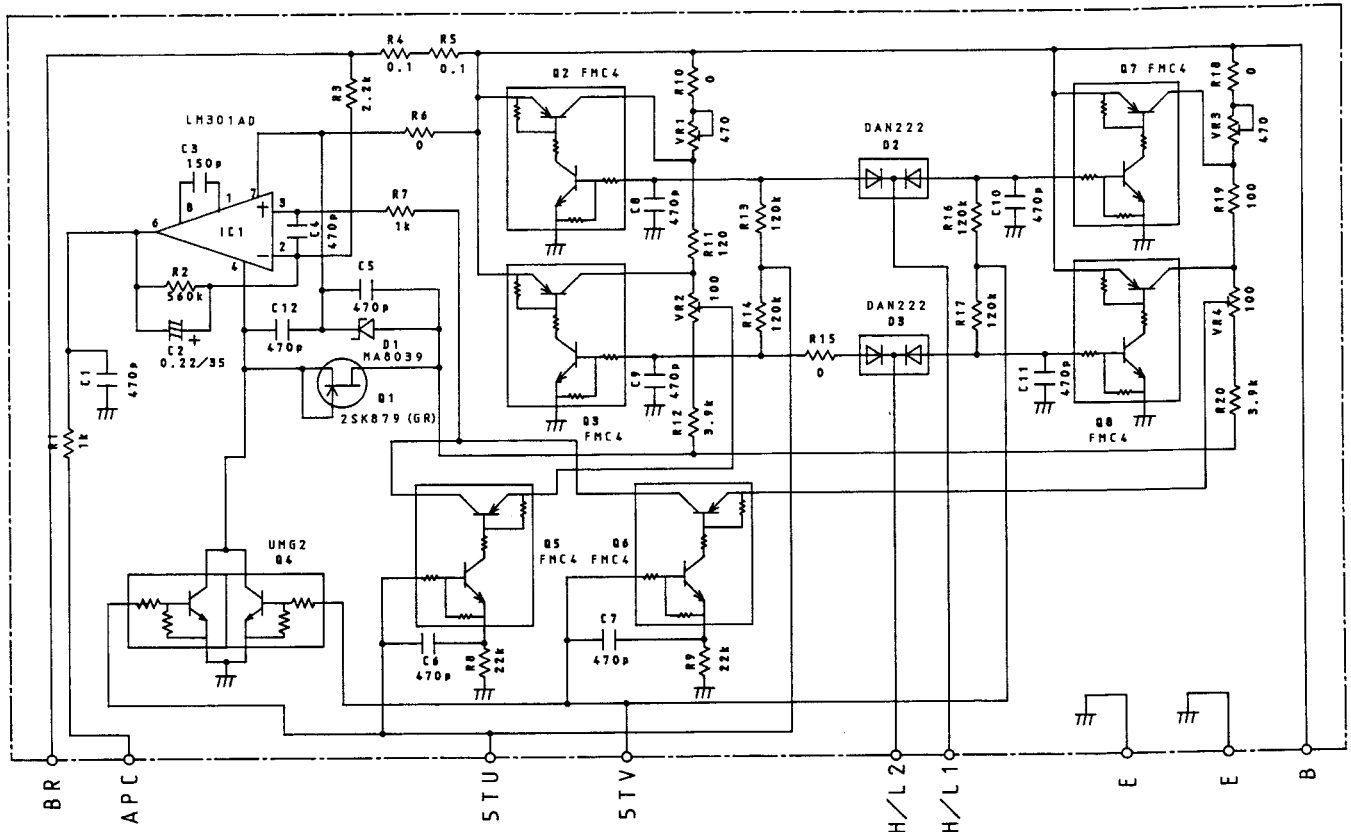 R4
0.1
R5
0.1
R3
2.2k
LM301AD
C3
150p
R6
0
Q2 FMC4
R10
0
VR1
470
Q7 FMC4
R18
0
VR3
470
DAN222
D2
1
7
8
3
6
IC1
2
4
C4
470p
R7
1k
C8
470p
R13
120k
R16
120k
C10
470p
R19
100
R11
120
R2
560k
C2
0.22/35
C12
470p
C5
470p
D1
MA8039
VR2
100
R14
120k
DAN222
D3
R17
120k
VR4
100
R15
0
C1
470p
Q1
2SK879(GR)
C9
470p
C11
470p
R1
1k
Q3
FMC4
R12
3.9k
Q8
FMC4
R20
3.9k
UMG2
Q4
Q5
FMC4
Q6
FMC4
C6
470p
R8
22k
C7
470p
R9
22k
BR
APC
5TU
5TV
H/L2
H/L1
E
E
B